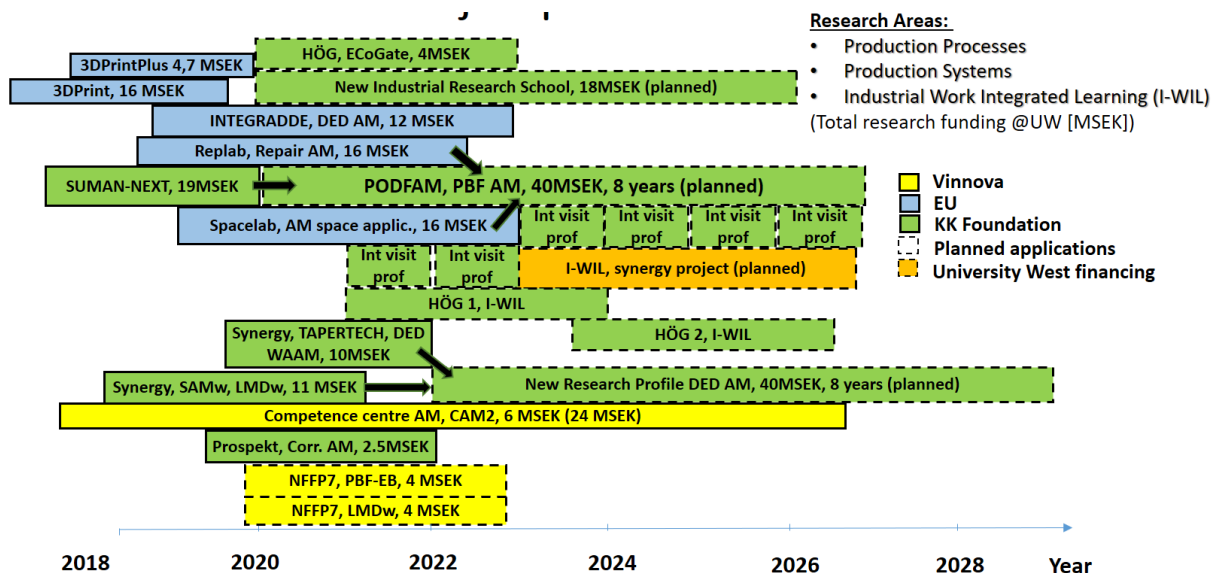 Research Areas:
• Production Processes
• Production Systems
• Industrial Work Integrated Learning (I-WIL)
(Total research funding @UW [MSEK])
HÖG, ECoGate, 4MSEK
3DPrintPlus 4,7 MSEK
3DPrint, 16 MSEK
New Industrial Research School, 18MSEK (planned)
INTEGRADDE, DED AM, 12 MSEK
Replab, Repair AM, 16 MSEK
SUMAN-NEXT, 19MSEK
PODFAM, PBF AM, 40MSEK, 8 years (planned)
Spacelab, AM space applic., 16 MSEK
Int visit
prof
Int visit
prof
Int visit
prof
Int visit
prof
Int visit
prof
Int visit
prof
I-WIL, synergy project (planned)
HÖG 1, I-WIL
Synergy, TAPERTECH, DED
WAAM, 10MSEK
HÖG 2, I-WIL
Synergy, SAMw, LMDw, 11 MSEK
New Research Profile DED AM, 40MSEK, 8 years (planned)
Competence centre AM, CAM2, 6 MSEK (24 MSEK)
Prospekt, Corr. AM, 2.5MSEK
NFFP7, PBF-EB, 4 MSEK
NFFP7, LMDw, 4 MSEK
Vinnova
EU
KK Foundation
Planned applications
University West financing
2018 2020 2022 2024 2026 2028 Year